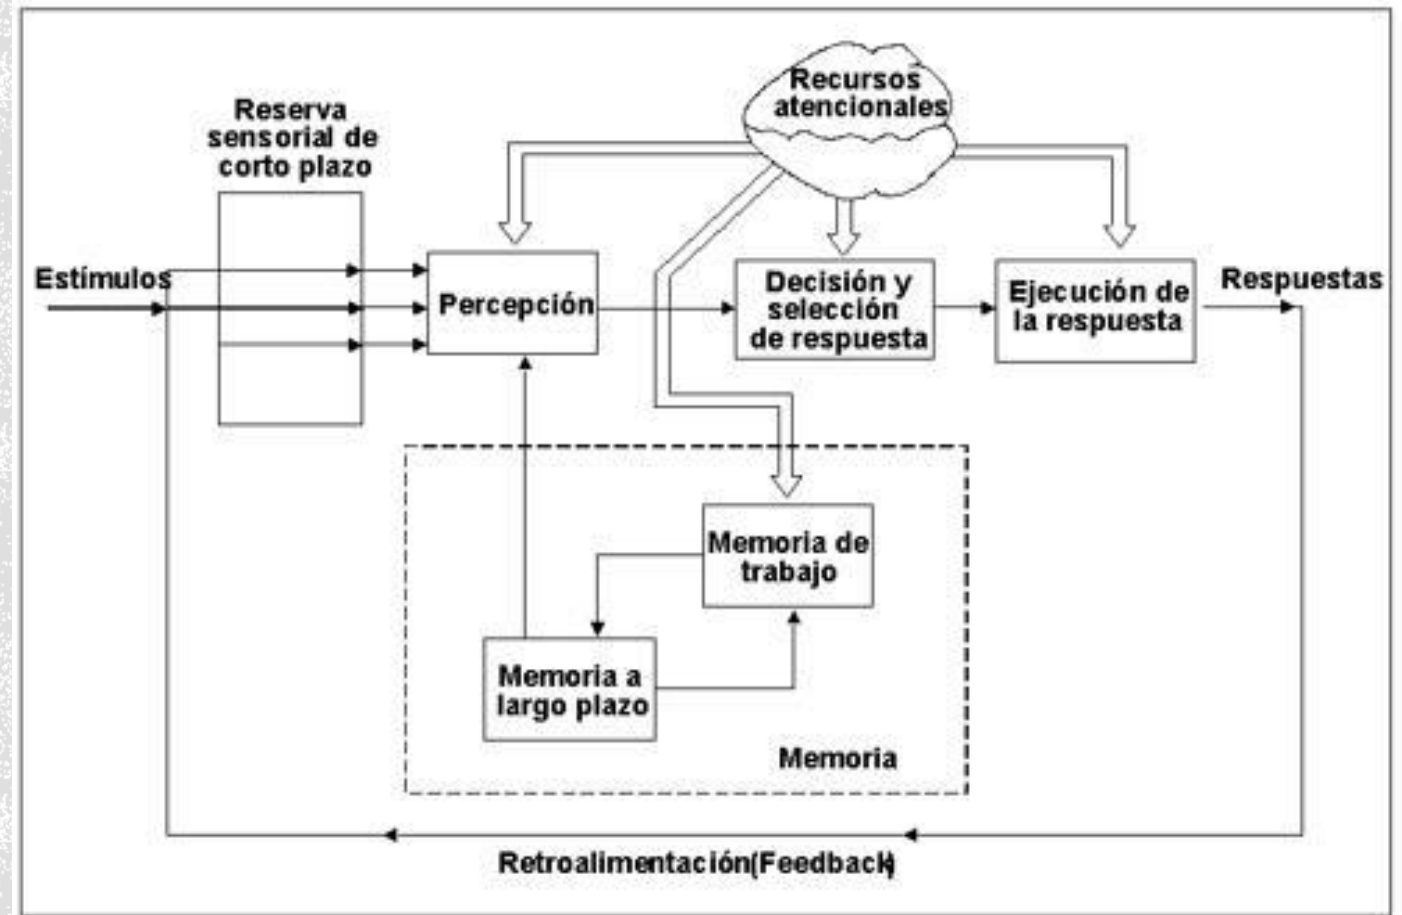 Recursos
atencionales
Reserva
sensorial de
corto plazo
Estímulos
Percepción
Decisión y
selección
de respuesta
Ejecución de
la respuesta
Respuestas
Memoria de
trabajo
Memoria a
largo plazo
Memoria
Retroalimentación(Feedback)